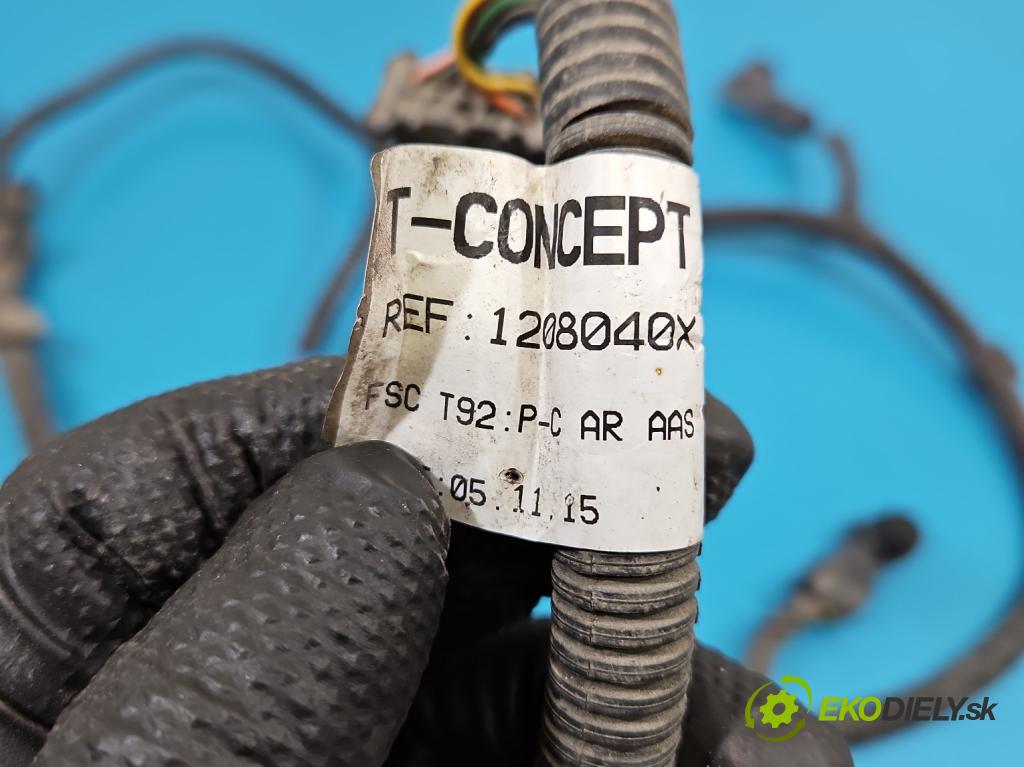 T-CONCEPT
REF: 1208040X
FSC T92:P-C AR AAS
:05.11.15
EKODIELY.sk